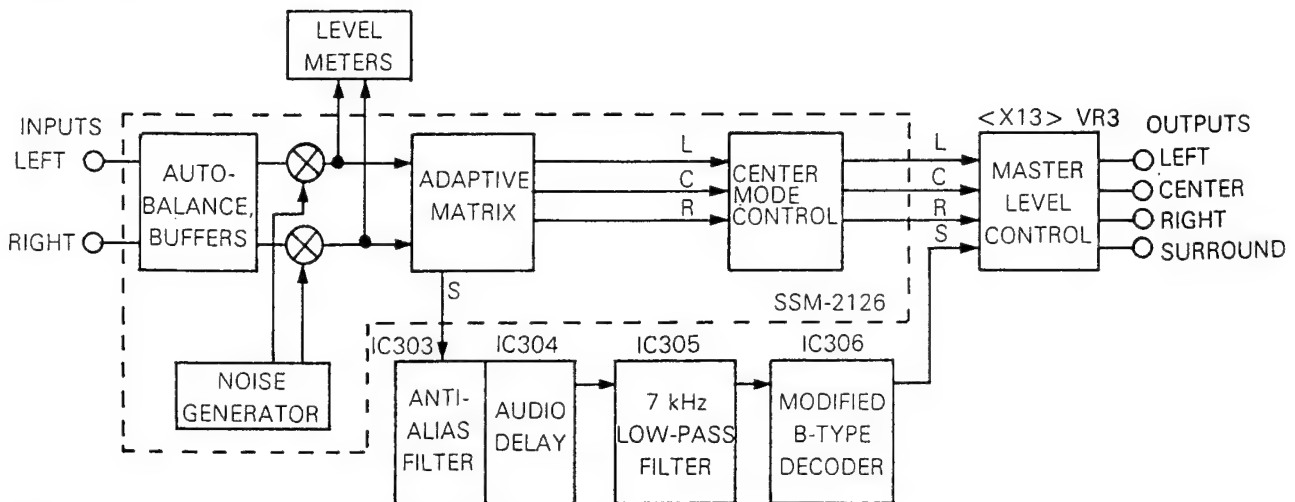 LEVEL
METERS
INPUTS
LEFT
RIGHT
AUTO-
BALANCE,
BUFFERS
NOISE
GENERATOR
ADAPTIVE
MATRIX
L
C
R
S
CENTER
MODE
CONTROL
SSM-2126
L
C
R
S
<X13> VR3
MASTER
LEVEL
CONTROL
OUTPUTS
LEFT
CENTER
RIGHT
SURROUND
IC303
ANTI-
ALIAS
FILTER
IC304
AUDIO
DELAY
IC305
7 kHz
LOW-PASS
FILTER
IC306
MODIFIED
B-TYPE
DECODER